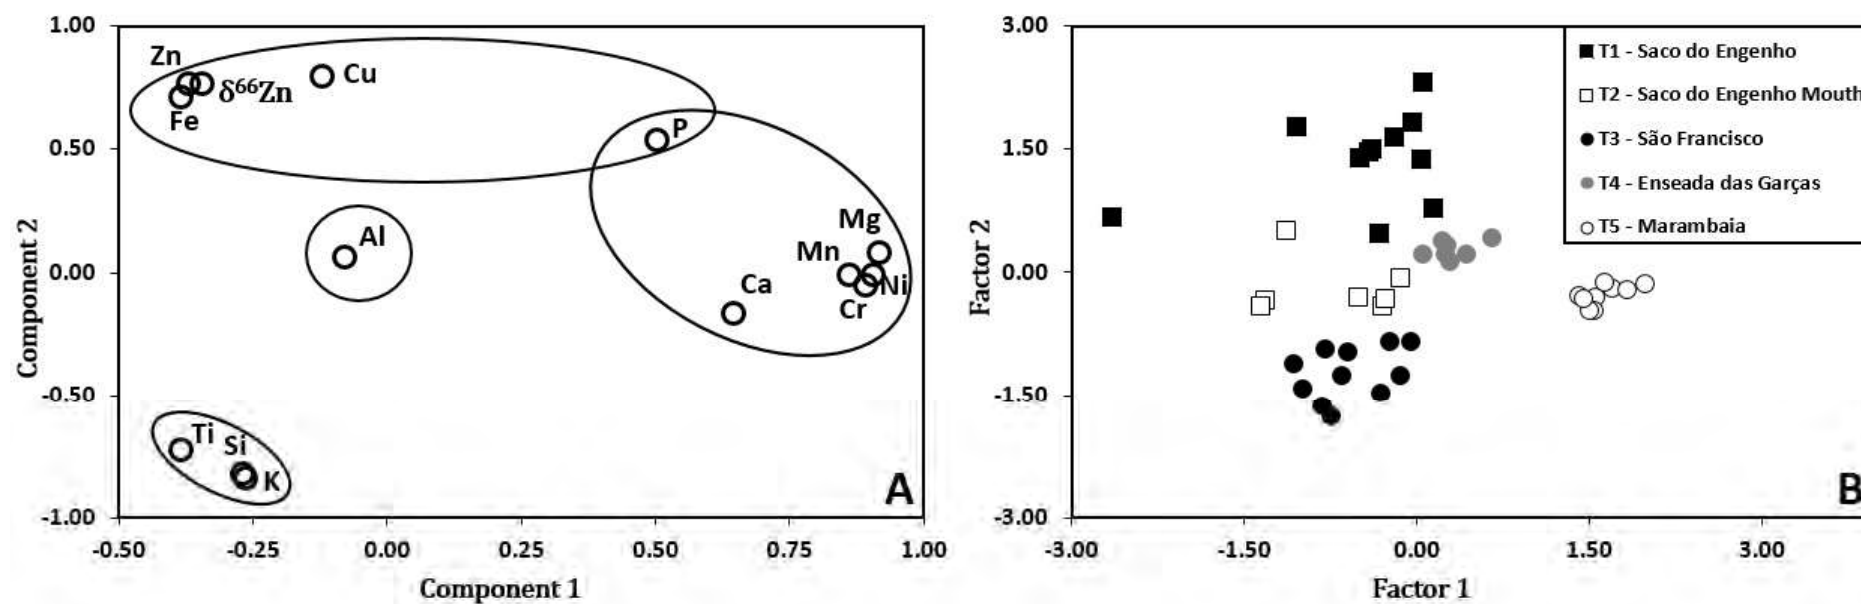 1.00
Zn
Cu
δ⁶⁶Zn
Fe
P
0.50
Component 2
Al
Mg
Mn
0.00
Ca
Ni
Cr
-0.50
Ti
Si
K
A
-1.00
-0.50
-0.25
0.00
0.25
0.50
0.75
1.00
Component 1
3.00
T1 - Saco do Engenho
T2 - Saco do Engenho Mouth
T3 - São Francisco
T4 - Enseada das Garças
T5 - Marambaia
1.50
Factor 2
0.00
-1.50
B
-3.00
-3.00
-1.50
0.00
1.50
3.00
Factor 1